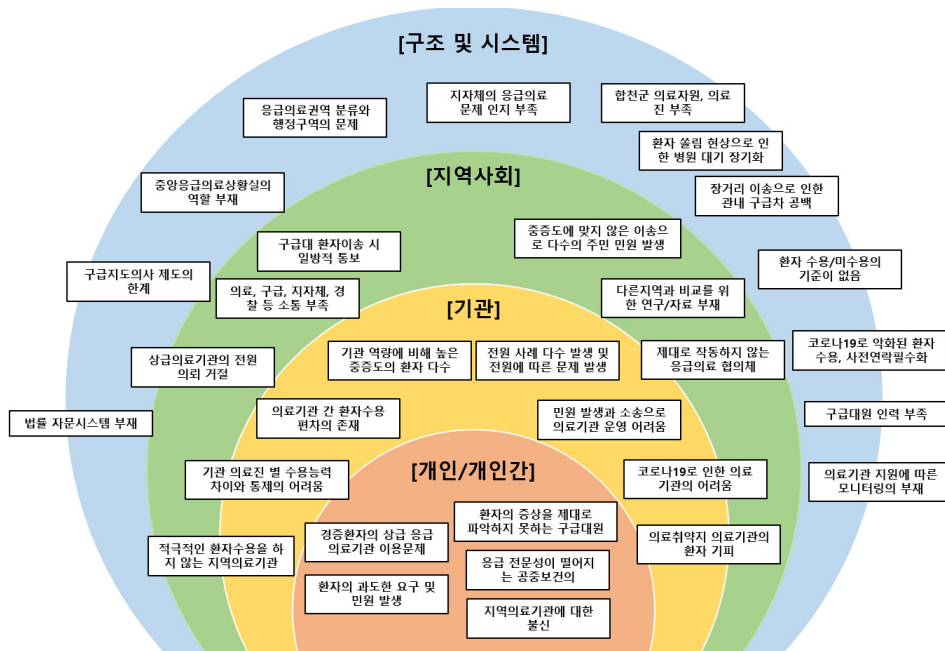 [구조 및 시스템]
응급의료권역 분류와
행정구역의 문제
지자체의 응급의료
문제 인지 부족
합천군 의료자원, 의료
진 부족
환자 쏠림 현상으로 인
한 병원 대기 장기화
중앙응급의료상황실의
역할 부재
장거리 이송으로 인한
관내 구급차 공백
구급지도의사 제도의
한계
환자 수용/미수용의
기준이 없음
코로나19로 악화된 환자
수용, 사전연락필수화
법률 자문시스템 부재
구급대원 인력 부족
의료기관 지원에 따른
모니터링의 부재
[지역사회]
구급대 환자이송 시
일방적 통보
중증도에 맞지 않은 이송으
로 다수의 주민 민원 발생
의료, 구급, 지자체, 경
찰 등 소통 부족
다른지역과 비교를 위
한 연구/자료 부재
상급의료기관의 전원
의뢰 거절
제대로 작동하지 않는
응급의료 협의체
[기관]
기관 역량에 비해 높은
중증도의 환자 다수
전원 사례 다수 발생 및
전원에 따른 문제 발생
의료기관 간 환자수용
편차의 존재
민원 발생과 소송으로
의료기관 운영 어려움
기관 의료진 별 수용능력
차이와 통제의 어려움
코로나19로 인한 의료
기관의 어려움
적극적인 환자수용을 하
지 않는 지역의료기관
의료취약지 의료기관의
환자 기피
[개인/개인간]
환자의 증상을 제대로
파악하지 못하는 구급대원
경증환자의 상급 응급
의료기관 이용문제
응급 전문성이 떨어지
는 공중보건의
환자의 과도한 요구 및
민원 발생
지역의료기관에 대한
불신